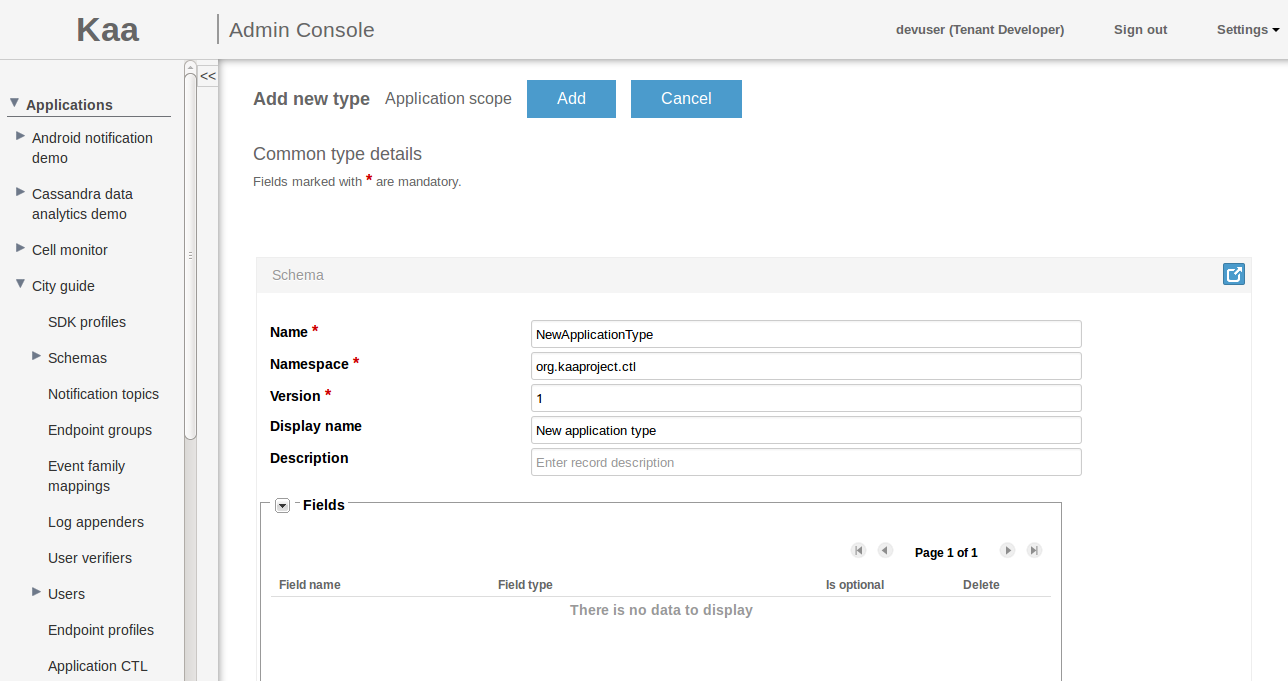 Kaa
Admin Console
devuser (Tenant Developer)
Sign out
Settings
<<
Applications
Android notification
demo
Cassandra data
analytics demo
Cell monitor
City guide
SDK profiles
Schemas
Notification topics
Endpoint groups
Event family
mappings
Log appenders
User verifiers
Users
Endpoint profiles
Application CTL
Add new type
Application scope
Add
Cancel
Common type details
Fields marked with * are mandatory.
Schema
Name *
NewApplicationType
Namespace *
org.kaaproject.ctl
Version *
1
Display name
New application type
Description
Enter record description
Fields
Page 1 of 1
Field name
Field type
Is optional
Delete
There is no data to display